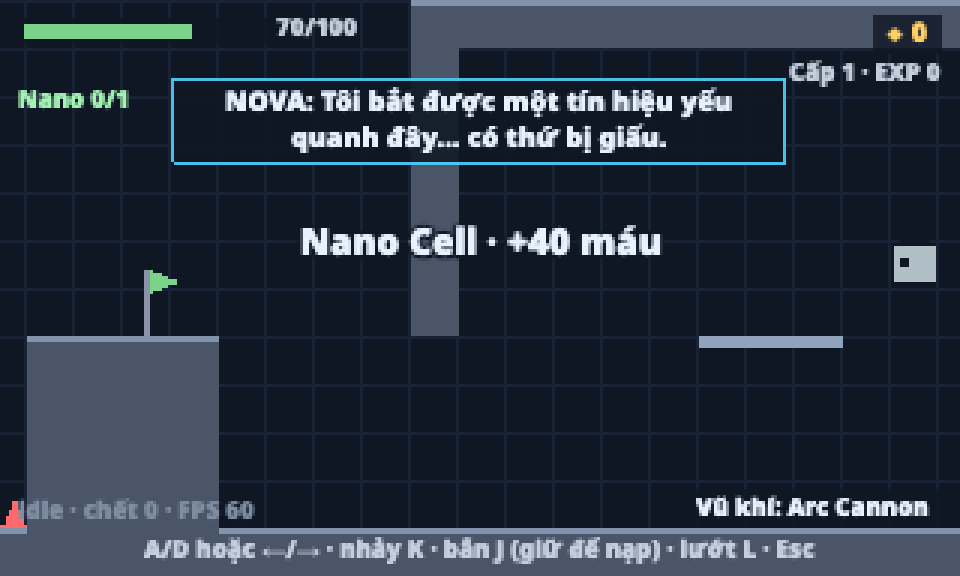 70/100
◆ 0
Cấp 1 · EXP 0
Nano 0/1
NOVA: Tôi bắt được một tín hiệu yếu
quanh đây... có thứ bị giấu.
Nano Cell · +40 máu
Idle · chết 0 · FPS 60
Vũ khí: Arc Cannon
A/D hoặc ←/→ · nhảy K · bắn J (giữ để nạp) · lướt L · Esc